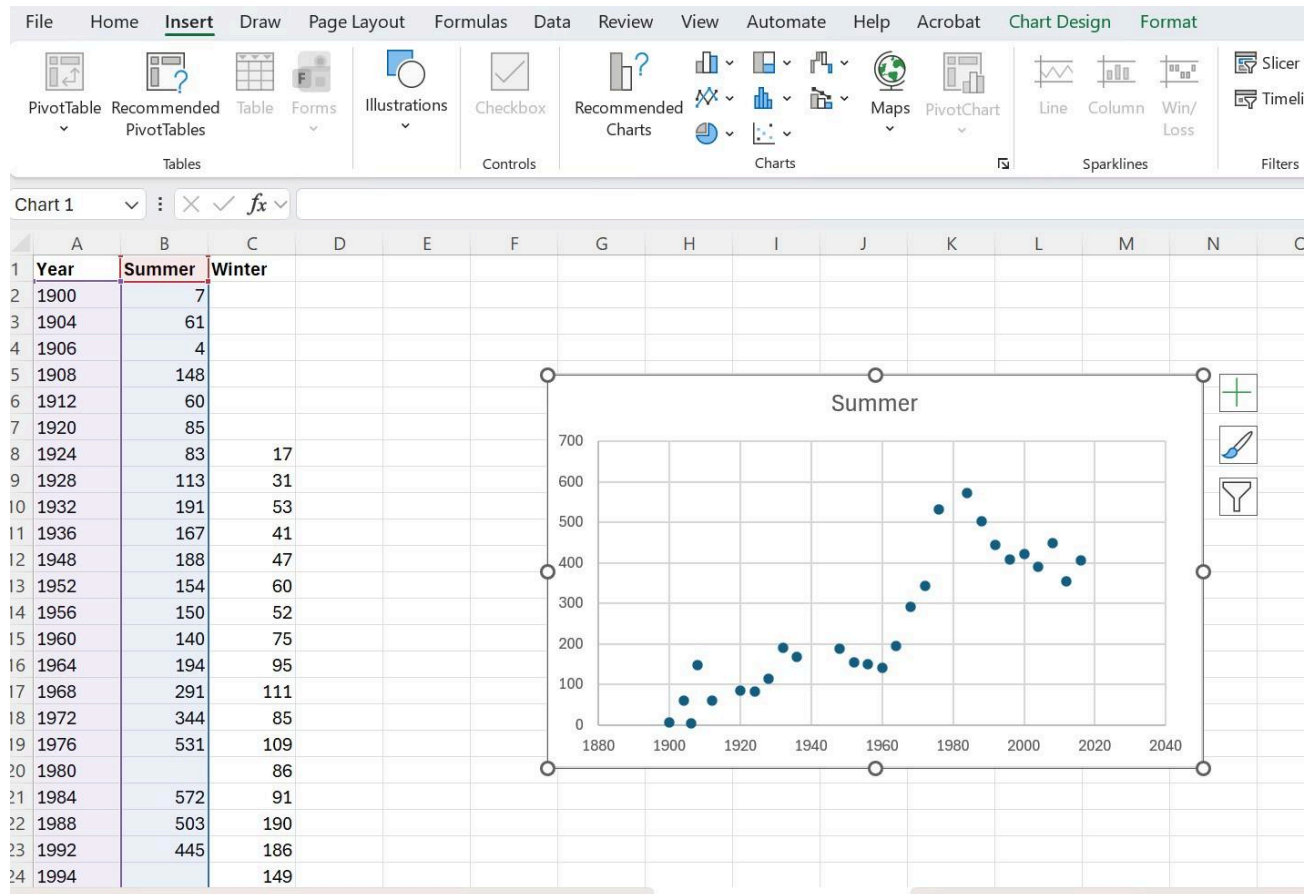 File Home Insert Draw Page Layout Formulas Data Review View Automate Help Acrobat Chart Design Format
PivotTable Recommended PivotTables Table Forms
Tables
Illustrations
Checkbox
Controls
Recommended Charts
Maps PivotChart
Charts
Line Column Win/ Loss
Sparklines
Slicer
Timeli
Filters
Chart 1 fx
A B C D E F G H I J K L M N
1 Year Summer Winter
2 1900 7
3 1904 61
4 1906 4
5 1908 148
6 1912 60
7 1920 85
8 1924 83 17
9 1928 113 31
10 1932 191 53
11 1936 167 41
12 1948 188 47
13 1952 154 60
14 1956 150 52
15 1960 140 75
16 1964 194 95
17 1968 291 111
18 1972 344 85
19 1976 531 109
20 1980 86
21 1984 572 91
22 1988 503 190
23 1992 445 186
24 1994 149
Summer
700
600
500
400
300
200
100
0
1880 1900 1920 1940 1960 1980 2000 2020 2040